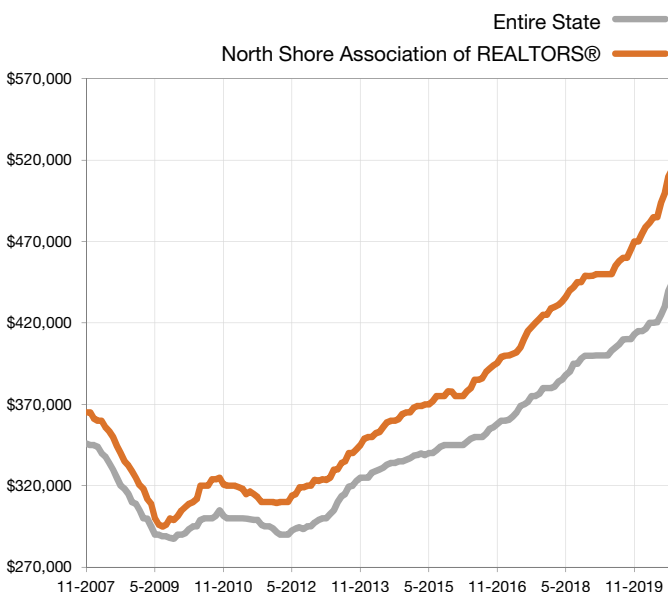 Entire State
North Shore Association of REALTORS®
$570,000
$520,000
$470,000
$420,000
$370,000
$320,000
$270,000
11-2007 5-2009 11-2010 5-2012 11-2013 5-2015 11-2016 5-2018 11-2019